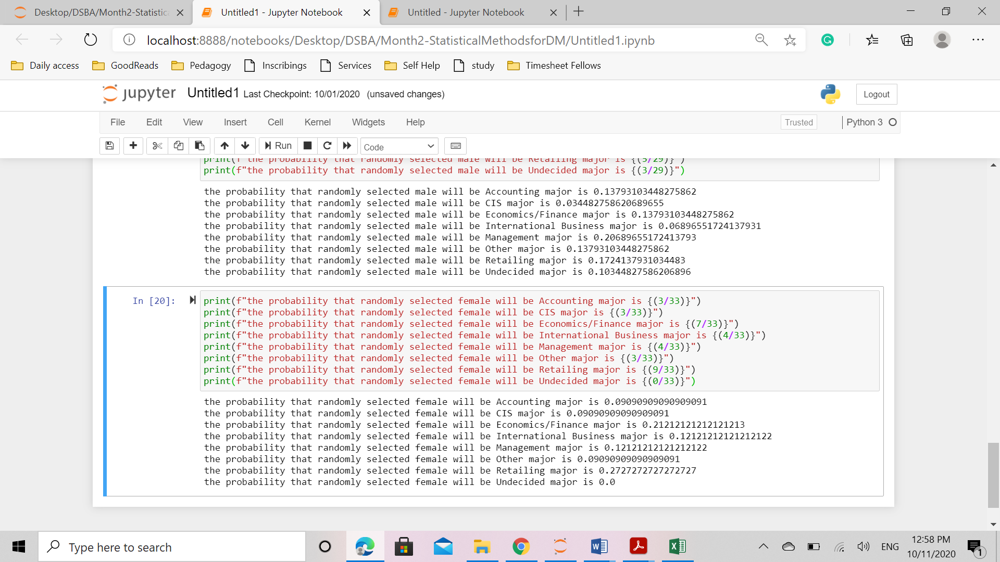 Desktop/DSBA/Month2-Statistic
Untitled1 - Jupyter Notebook
Untitled - Jupyter Notebook
localhost:8888/notebooks/Desktop/DSBA/Month2-StatisticalMethodsforDM/Untitled1.ipynb
Daily access
GoodReads
Pedagogy
Inscribings
Services
Self Help
study
Timesheet Fellows
jupyter Untitled1 Last Checkpoint: 10/01/2020 (unsaved changes)
Logout
File Edit View Insert Cell Kernel Widgets Help
Trusted
Python 3
Run
Code
print(f"the probability that randomly selected male will be Retailing major is {(5/29)}")
print(f"the probability that randomly selected male will be Undecided major is {(3/29)}")
the probability that randomly selected male will be Accounting major is 0.13793103448275862
the probability that randomly selected male will be CIS major is 0.034482758620689655
the probability that randomly selected male will be Economics/Finance major is 0.13793103448275862
the probability that randomly selected male will be International Business major is 0.06896551724137931
the probability that randomly selected male will be Management major is 0.20689655172413793
the probability that randomly selected male will be Other major is 0.13793103448275862
the probability that randomly selected male will be Retailing major is 0.1724137931034483
the probability that randomly selected male will be Undecided major is 0.10344827586206896
In [20]:
print(f"the probability that randomly selected female will be Accounting major is {(3/33)}")
print(f"the probability that randomly selected female will be CIS major is {(3/33)}")
print(f"the probability that randomly selected female will be Economics/Finance major is {(7/33)}")
print(f"the probability that randomly selected female will be International Business major is {(4/33)}")
print(f"the probability that randomly selected female will be Management major is {(4/33)}")
print(f"the probability that randomly selected female will be Other major is {(3/33)}")
print(f"the probability that randomly selected female will be Retailing major is {(9/33)}")
print(f"the probability that randomly selected female will be Undecided major is {(0/33)}")
the probability that randomly selected female will be Accounting major is 0.09090909090909091
the probability that randomly selected female will be CIS major is 0.09090909090909091
the probability that randomly selected female will be Economics/Finance major is 0.21212121212121213
the probability that randomly selected female will be International Business major is 0.12121212121212122
the probability that randomly selected female will be Management major is 0.12121212121212122
the probability that randomly selected female will be Other major is 0.09090909090909091
the probability that randomly selected female will be Retailing major is 0.2727272727272727
the probability that randomly selected female will be Undecided major is 0.0
Type here to search
ENG
12:58 PM
10/11/2020
1